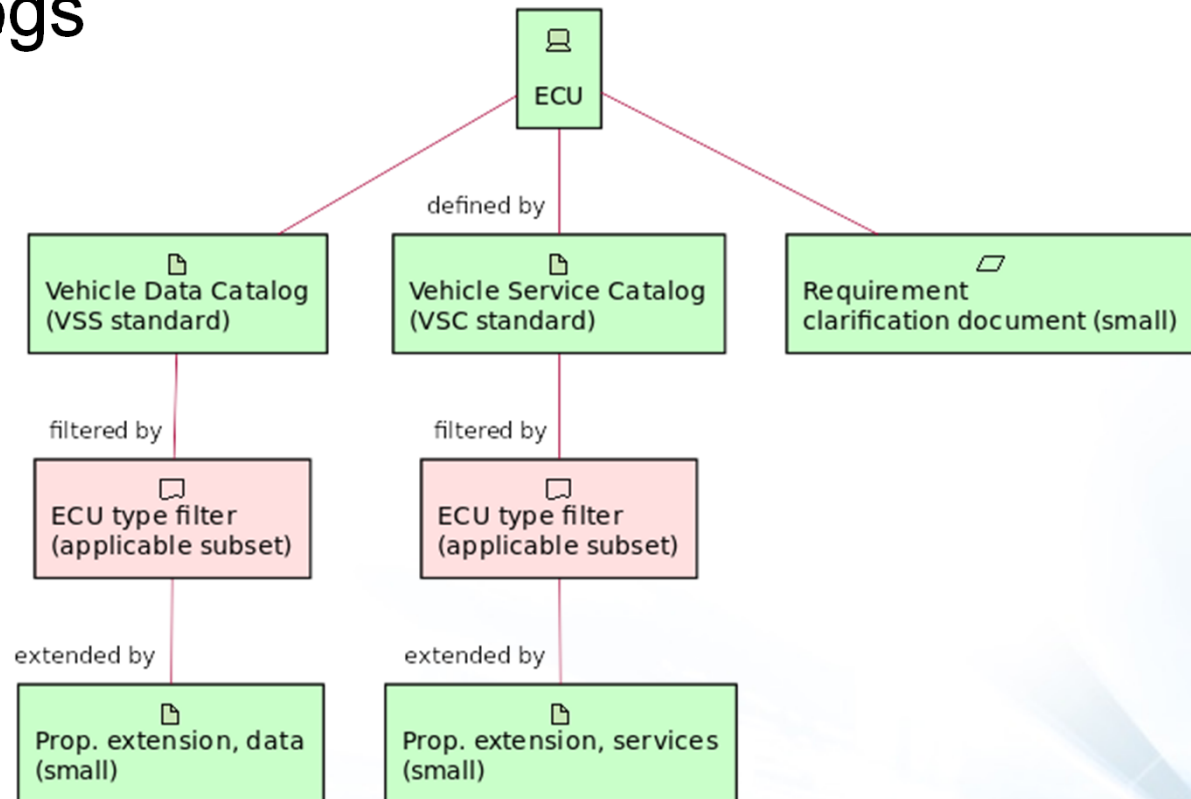 ECU
defined by
Vehicle Data Catalog
(VSS standard)
Vehicle Service Catalog
(VSC standard)
Requirement
clarification document (small)
filtered by
filtered by
ECU type filter
(applicable subset)
ECU type filter
(applicable subset)
extended by
extended by
Prop. extension, data
(small)
Prop. extension, services
(small)